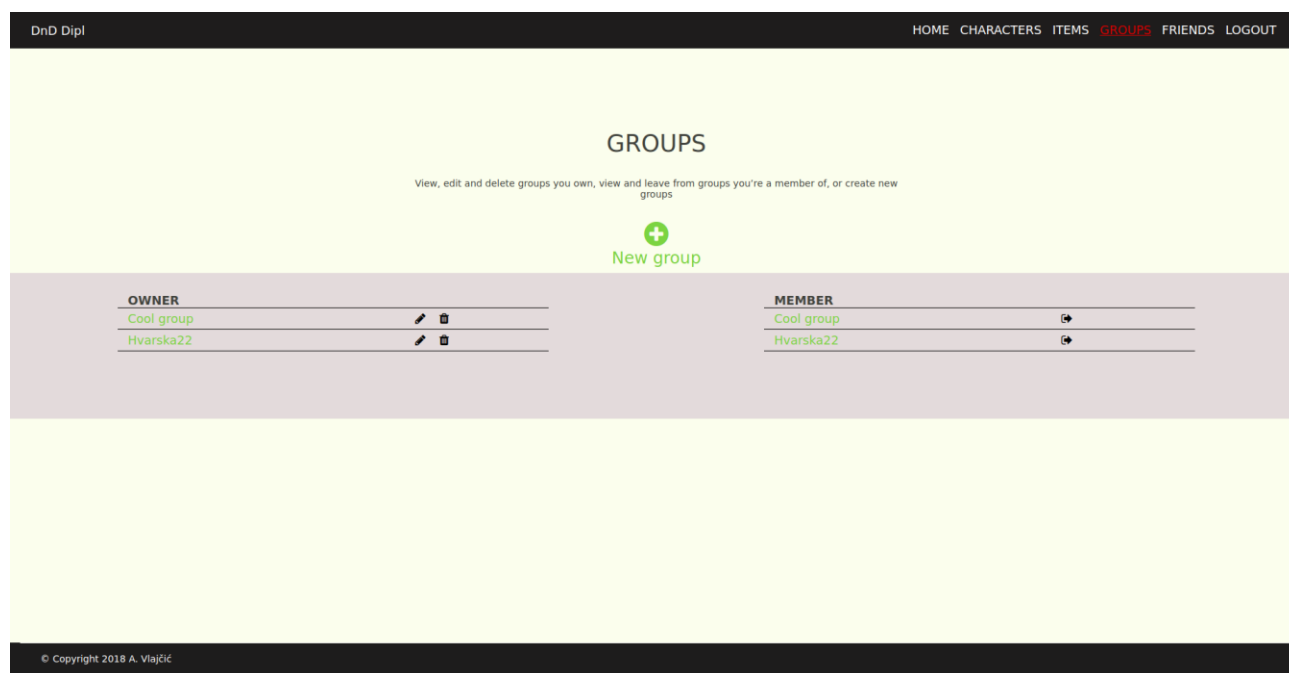 DnD Dipl
HOME CHARACTERS ITEMS GROUPS FRIENDS LOGOUT
GROUPS
View, edit and delete groups you own, view and leave from groups you're a member of, or create new
groups
New group
OWNER
Cool group
Hvarska22
MEMBER
Cool group
Hvarska22
© Copyright 2018 A. Vlajčić